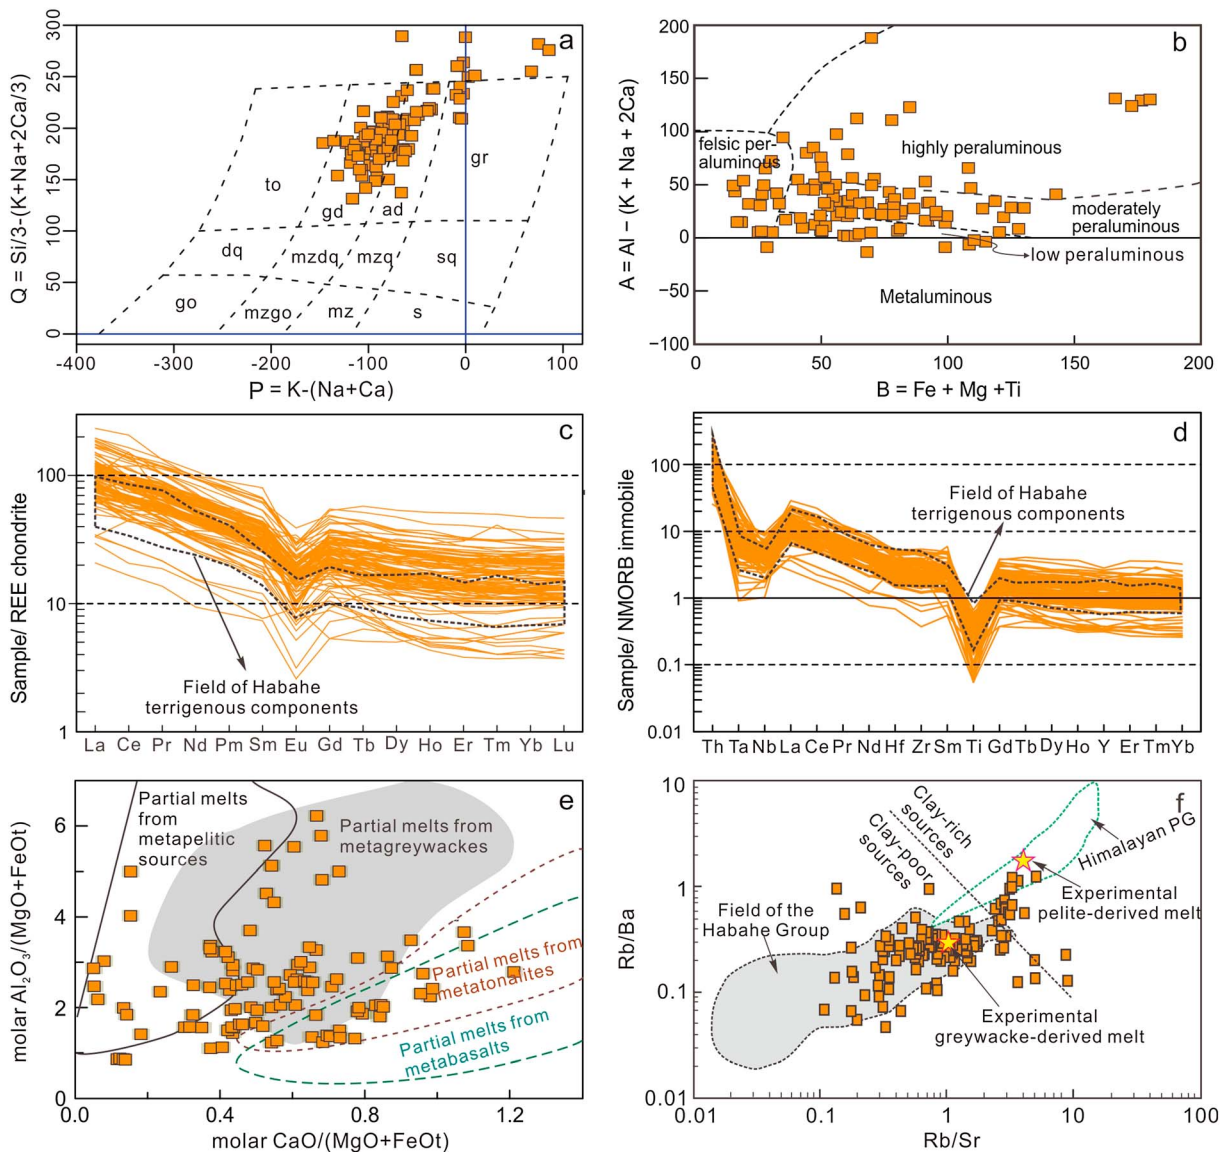 a
Q = Si/3-(K+Na+2Ca/3)
300
250
200
150
100
50
0
to
gd
ad
gr
dq
mzdq
mzq
sq
go
mzgo
mz
s
-400
-300
-200
-100
0
100
P = K-(Na+Ca)
b
A = Al − (K + Na + 2Ca)
200
150
100
50
0
−50
−100
felsic per-
aluminous
highly peraluminous
moderately
peraluminous
low peraluminous
Metaluminous
0
50
100
150
200
B = Fe + Mg +Ti
c
Sample/ REE chondrite
100
10
1
Field of Habahe
terrigenous components
La Ce Pr Nd Pm Sm Eu Gd Tb Dy Ho Er Tm Yb Lu
d
Sample/ NMORB immobile
100
10
1
0.1
0.01
Field of Habahe
terrigenous components
Th Ta Nb La Ce Pr Nd Hf Zr Sm Ti Gd Tb Dy Ho Y Er Tm Yb
e
molar Al₂O₃/(MgO+FeOt)
6
4
2
0
Partial melts
from
metapelitic
sources
Partial melts from
metagreywackes
Partial melts from
metatonalites
Partial melts from
metabasalts
0.0
0.4
0.8
1.2
molar CaO/(MgO+FeOt)
f
Rb/Ba
10
1
0.1
0.01
Clay-rich
sources
Clay-poor
sources
Himalayan PG
Experimental
pelite-derived melt
Field of the
Habahe Group
Experimental
greywacke-derived melt
0.01
0.1
1
10
100
Rb/Sr